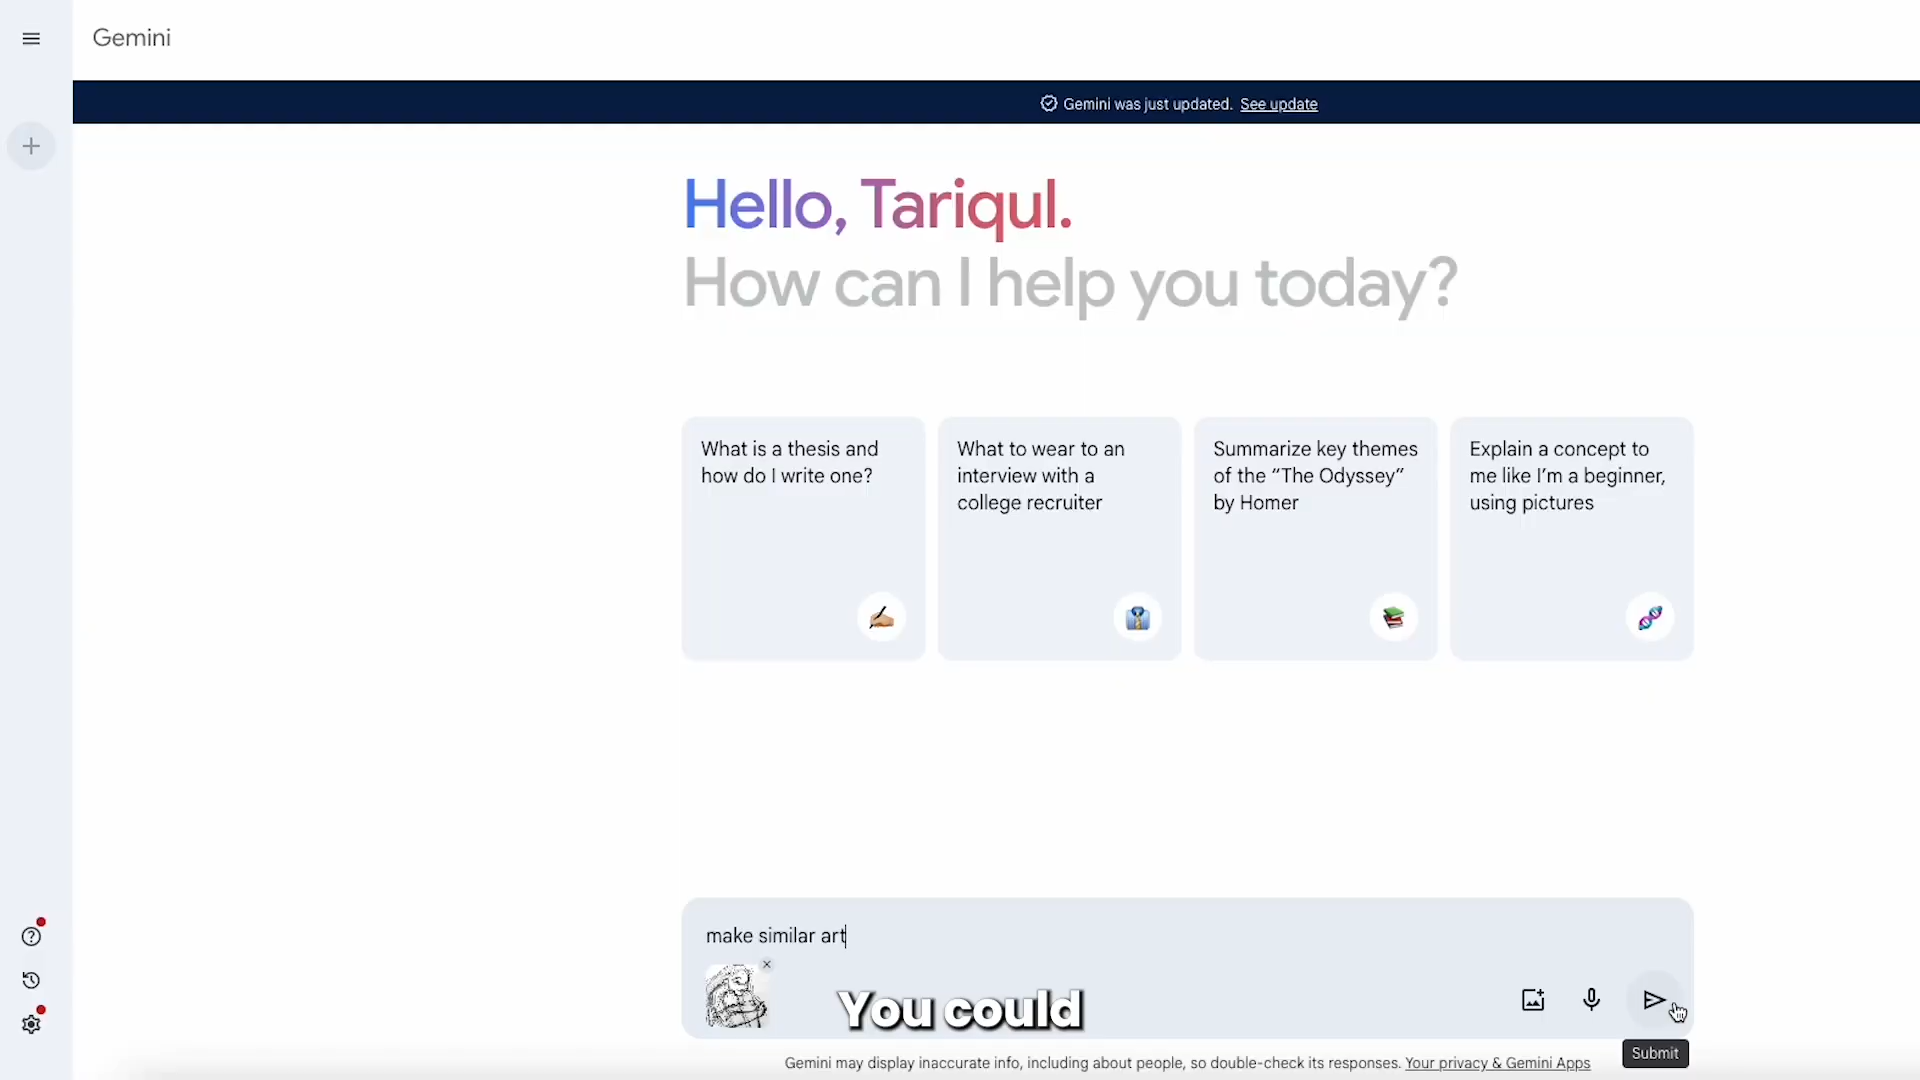 Gemini
Gemini was just updated. See update
Hello, Tariqul.
How can I help you today?
What is a thesis and
how do I write one?
What to wear to an
interview with a
college recruiter
Summarize key themes
of the “The Odyssey”
by Homer
Explain a concept to
me like I’m a beginner,
using pictures
make similar art
You could
Submit
Gemini may display inaccurate info, including about people, so double-check its responses. Your privacy & Gemini Apps